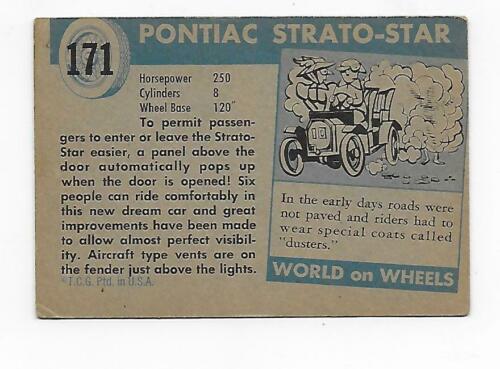 171
PONTIAC STRATO-STAR
Horsepower 250
Cylinders 8
Wheel Base 120"
To permit passen-
gers to enter or leave the Strato-
Star easier, a panel above the
door automatically pops up
when the door is opened! Six
people can ride comfortably in
this new dream car and great
improvements have been made
to allow almost perfect visibil-
ity. Aircraft type vents are on
the fender just above the lights.
©T.C.G. Ptd. in U.S.A.
In the early days roads were
not paved and riders had to
wear special coats called
"dusters."
WORLD on WHEELS